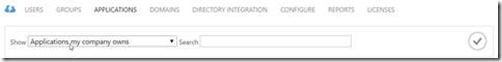 USERS GROUPS APPLICATIONS DOMAINS DIRECTORY INTEGRATION CONFIGURE REPORTS LICENSES
Show Applications my company owns Search